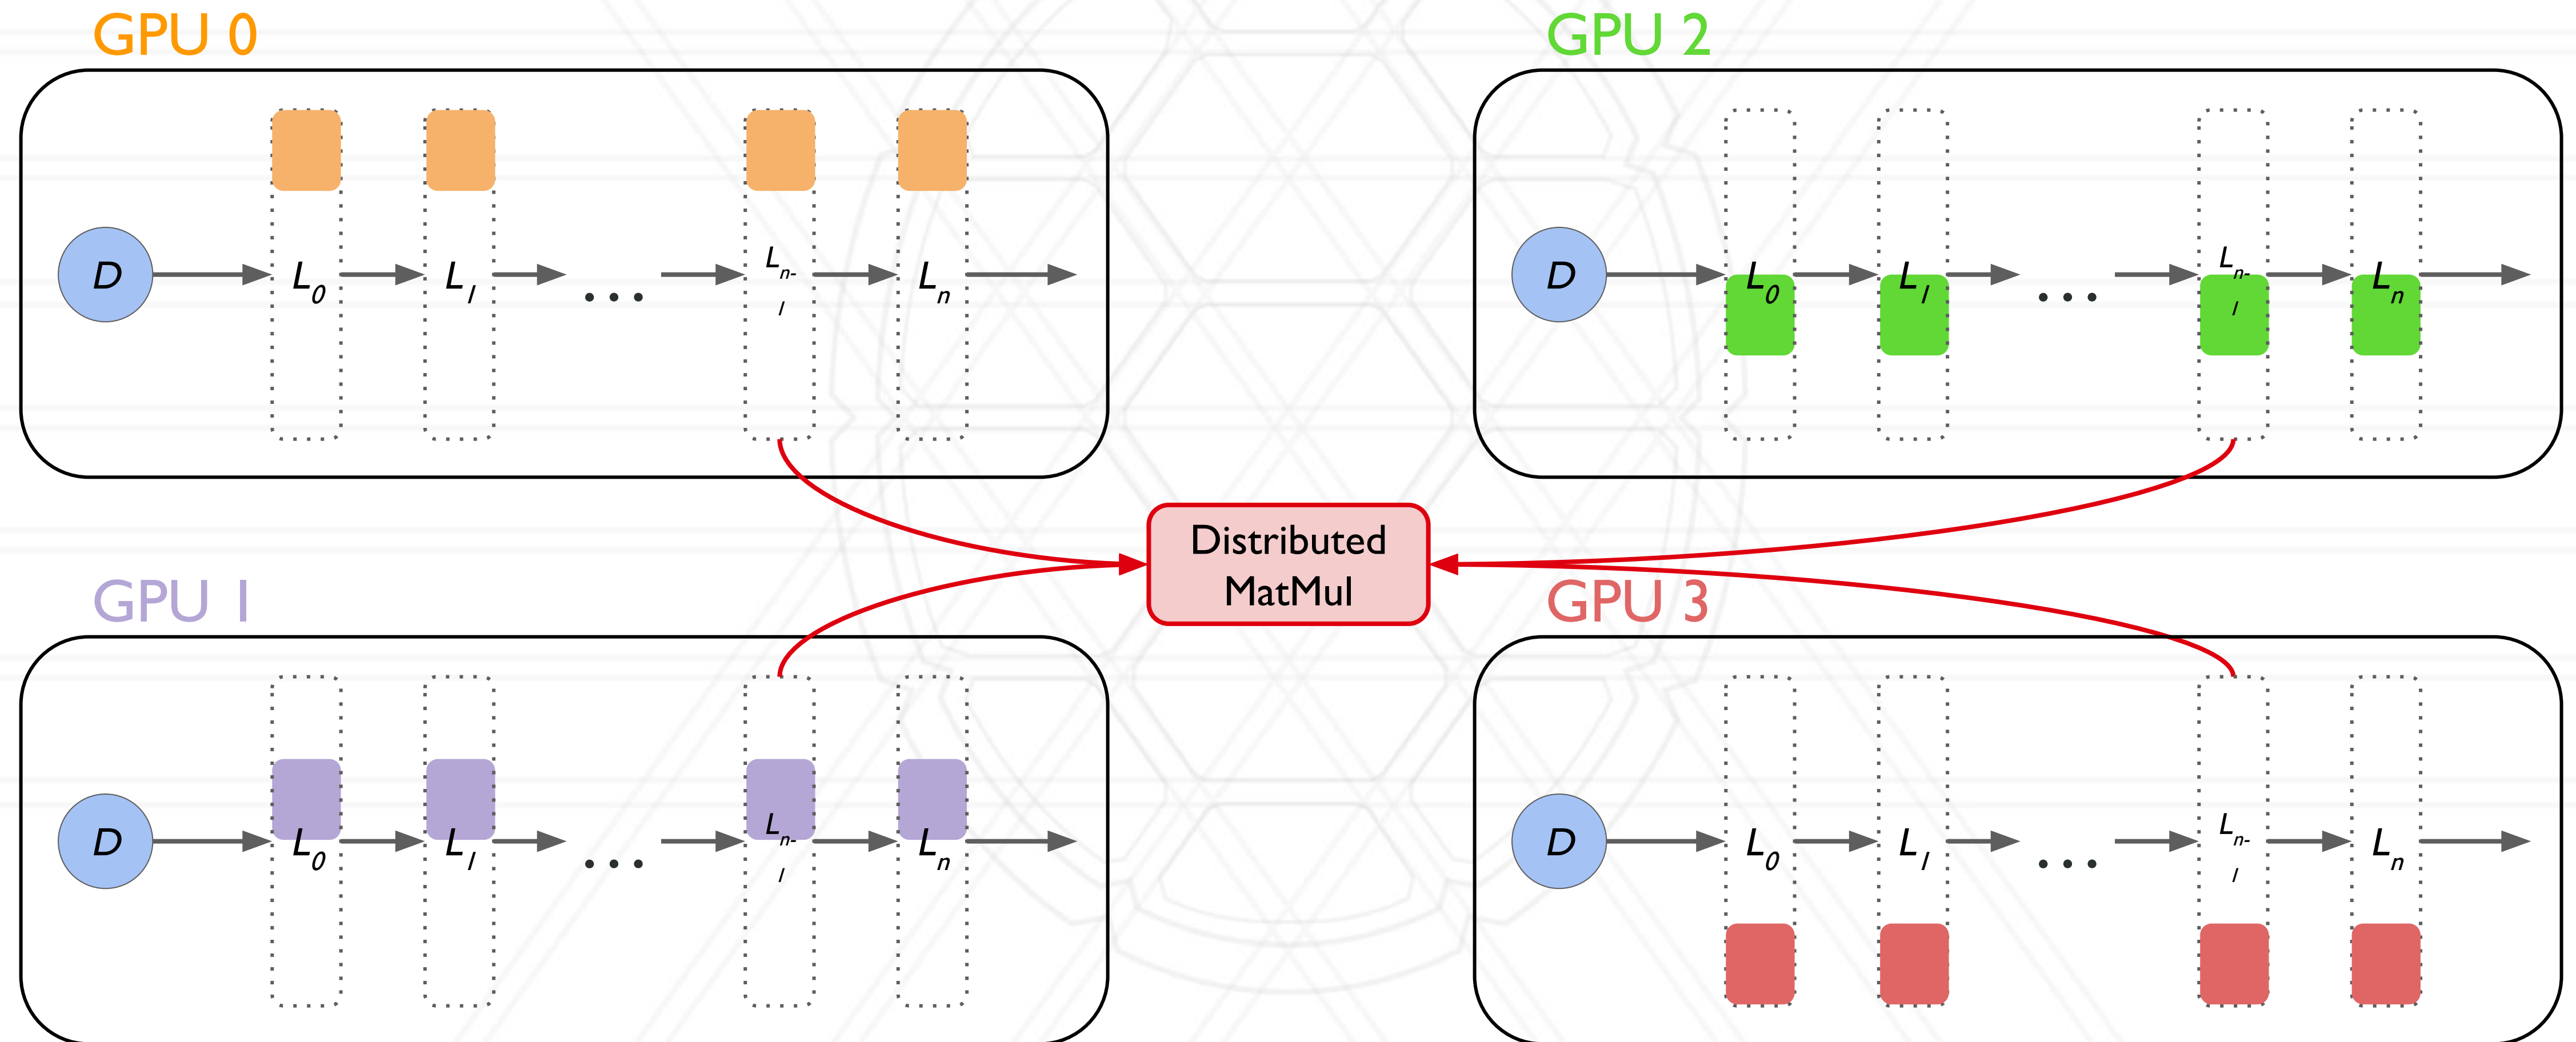 GPU 0
D
L0
L1
...
Ln-
1
Ln
GPU 2
D
L0
L1
...
Ln-
1
Ln
Distributed
MatMul
GPU 1
D
L0
L1
...
Ln-
1
Ln
GPU 3
D
L0
L1
...
Ln-
1
Ln